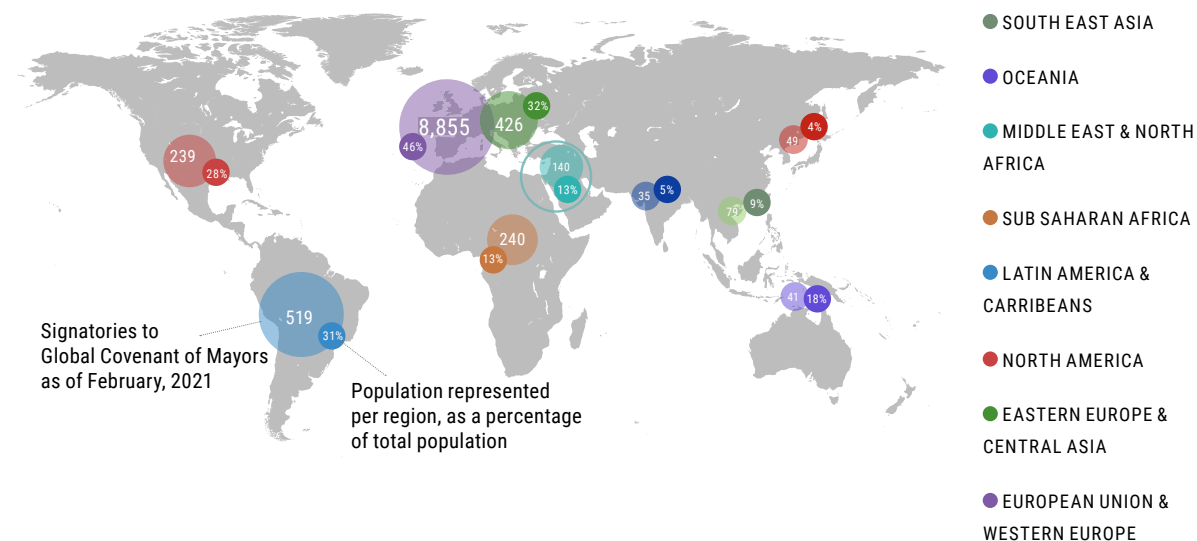 8,855
46%
426
32%
239
28%
140
13%
49
4%
35
5%
79
9%
240
13%
41
18%
519
31%
Signatories to
Global Covenant of Mayors
as of February, 2021
Population represented
per region, as a percentage
of total population
SOUTH EAST ASIA
OCEANIA
MIDDLE EAST & NORTH
AFRICA
SUB SAHARAN AFRICA
LATIN AMERICA &
CARRIBEANS
NORTH AMERICA
EASTERN EUROPE &
CENTRAL ASIA
EUROPEAN UNION &
WESTERN EUROPE